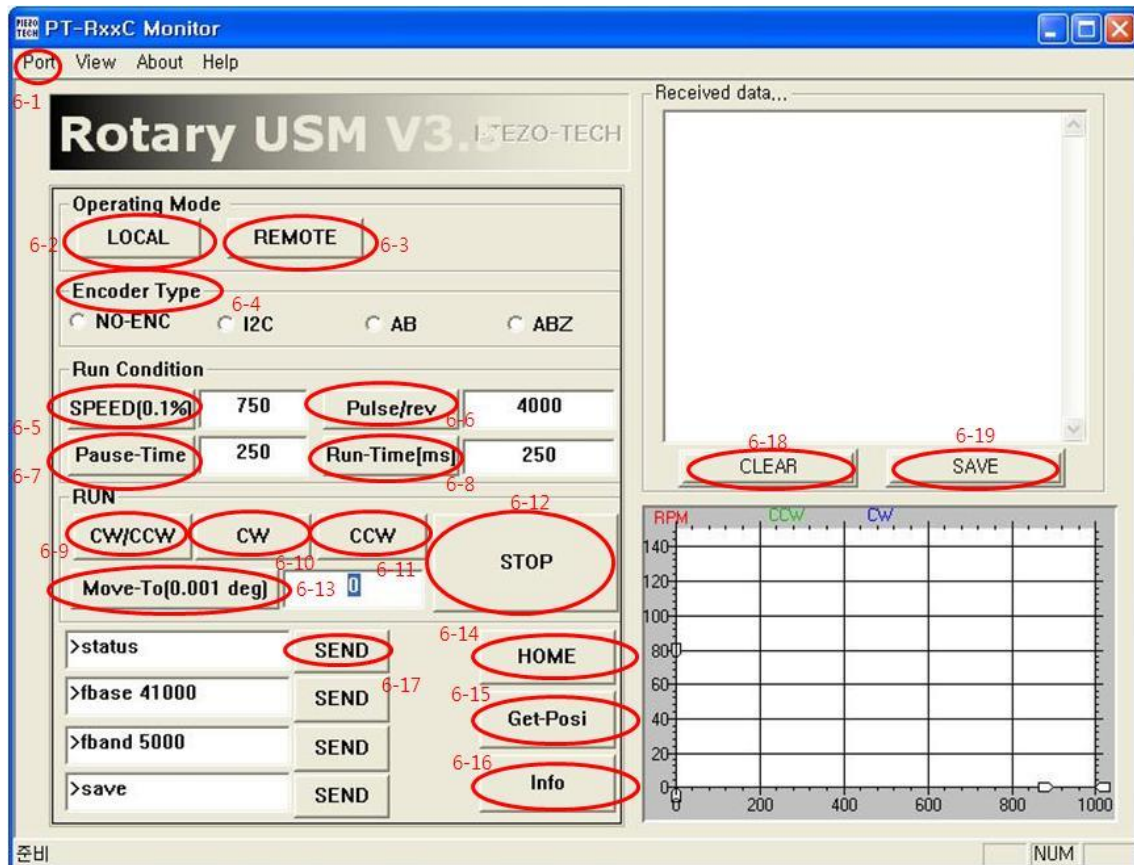 PIEZO TECH PT-RxxC Monitor
Port View About Help
6-1
Rotary USM V3.5 PIEZO-TECH
Operating Mode
6-2 LOCAL REMOTE 6-3
Encoder Type
6-4
NO-ENC I2C AB ABZ
Run Condition
SPEED(0.1%) 750 Pulse/rev 4000
6-5 6-6
Pause-Time 250 Run-Time[ms] 250
6-7 6-8
RUN
6-9 CW/CCW CW CCW
6-10 6-11
6-12
STOP
Move-To(0.001 deg) 6-13 0
>status SEND
6-17
>fbase 41000 SEND
>fband 5000 SEND
>save SEND
6-14
HOME
6-15
Get-Posi
6-16
Info
Received data...
6-18 6-19
CLEAR SAVE
RPM CCW CW
140
120
100
80
60
40
20
0
0 200 400 600 800 1000
준비 NUM